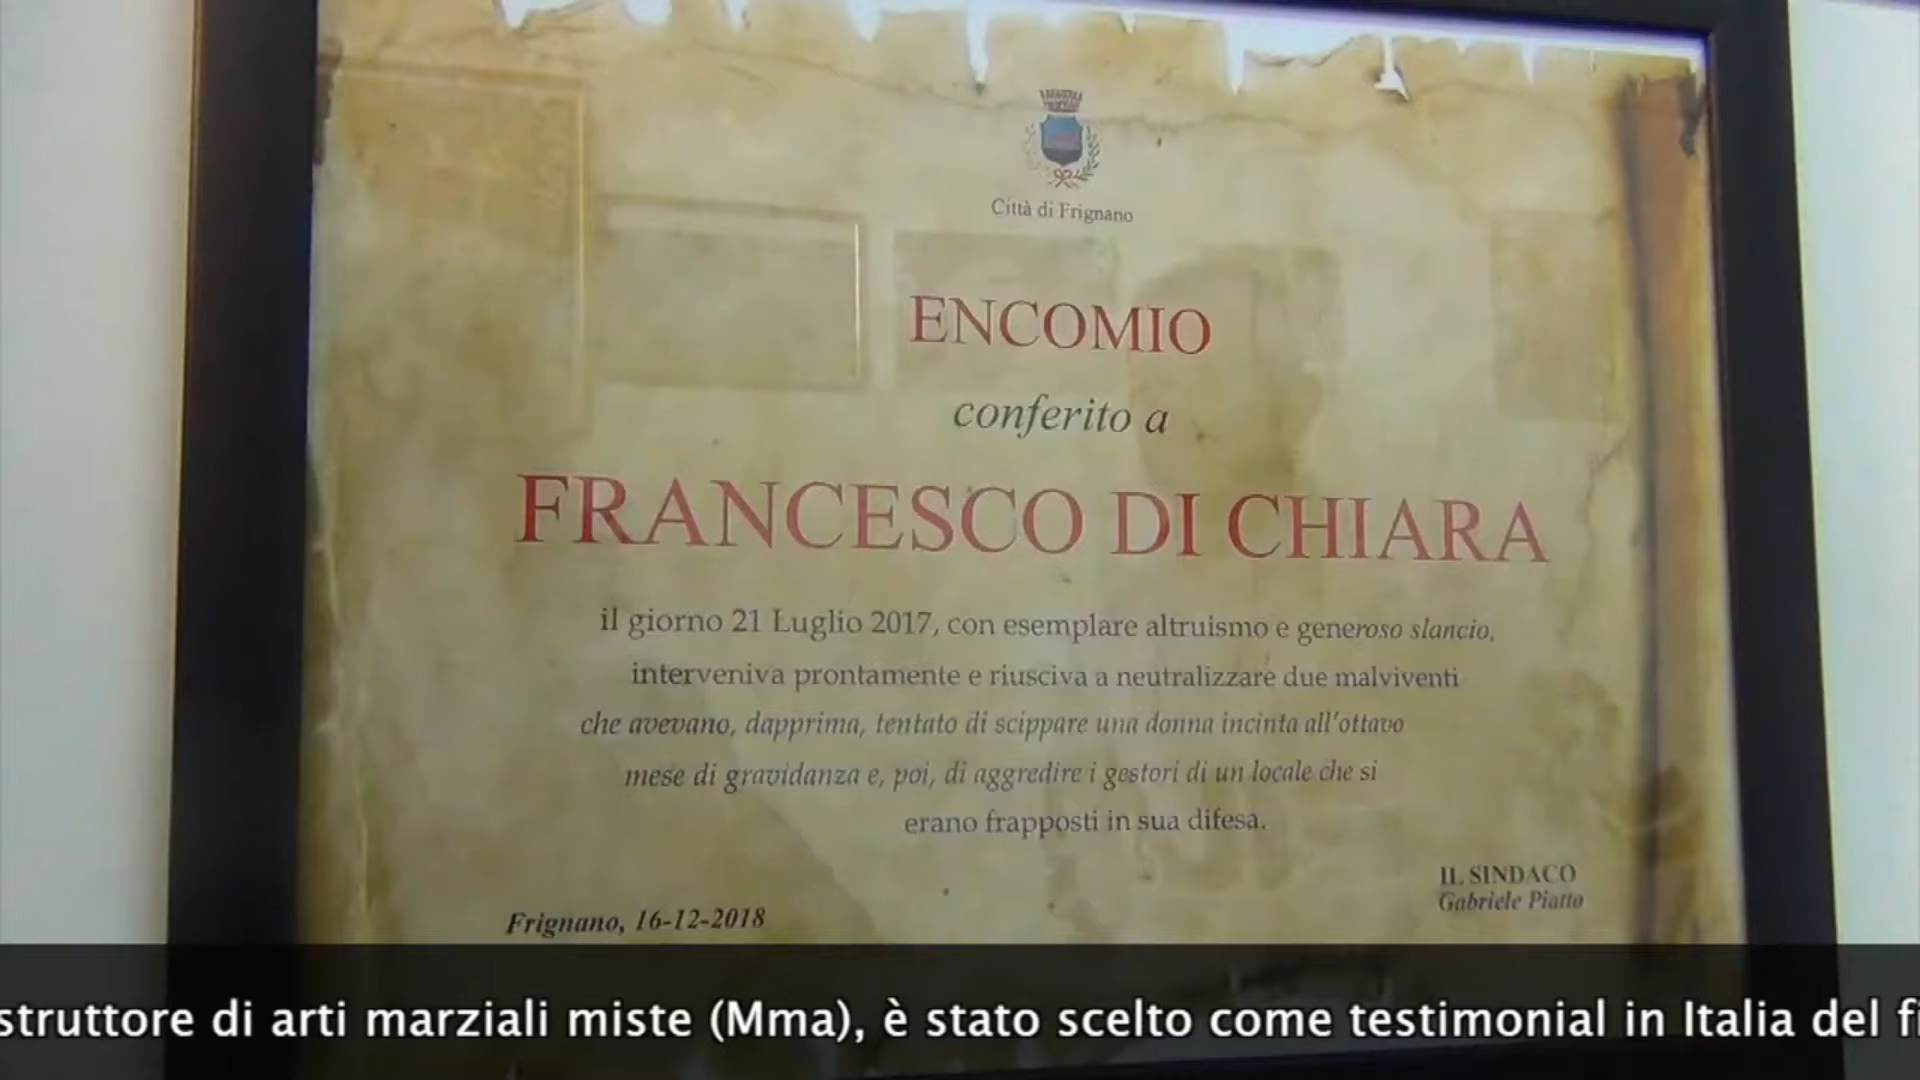 Città di Frignano
ENCOMIO
conferito a
FRANCESCO DI CHIARA
il giorno 21 Luglio 2017, con esemplare altruismo e generoso slancio,
interveniva prontamente e riusciva a neutralizzare due malviventi
che avevano, dapprima, tentato di scippare una donna incinta all'ottavo
mese di gravidanza e, poi, di aggredire i gestori di un locale che si
erano frapposti in sua difesa.
IL SINDACO
Gabriele Piatto
Frignano, 16-12-2018
struttore di arti marziali miste (Mma), è stato scelto come testimonial in Italia del